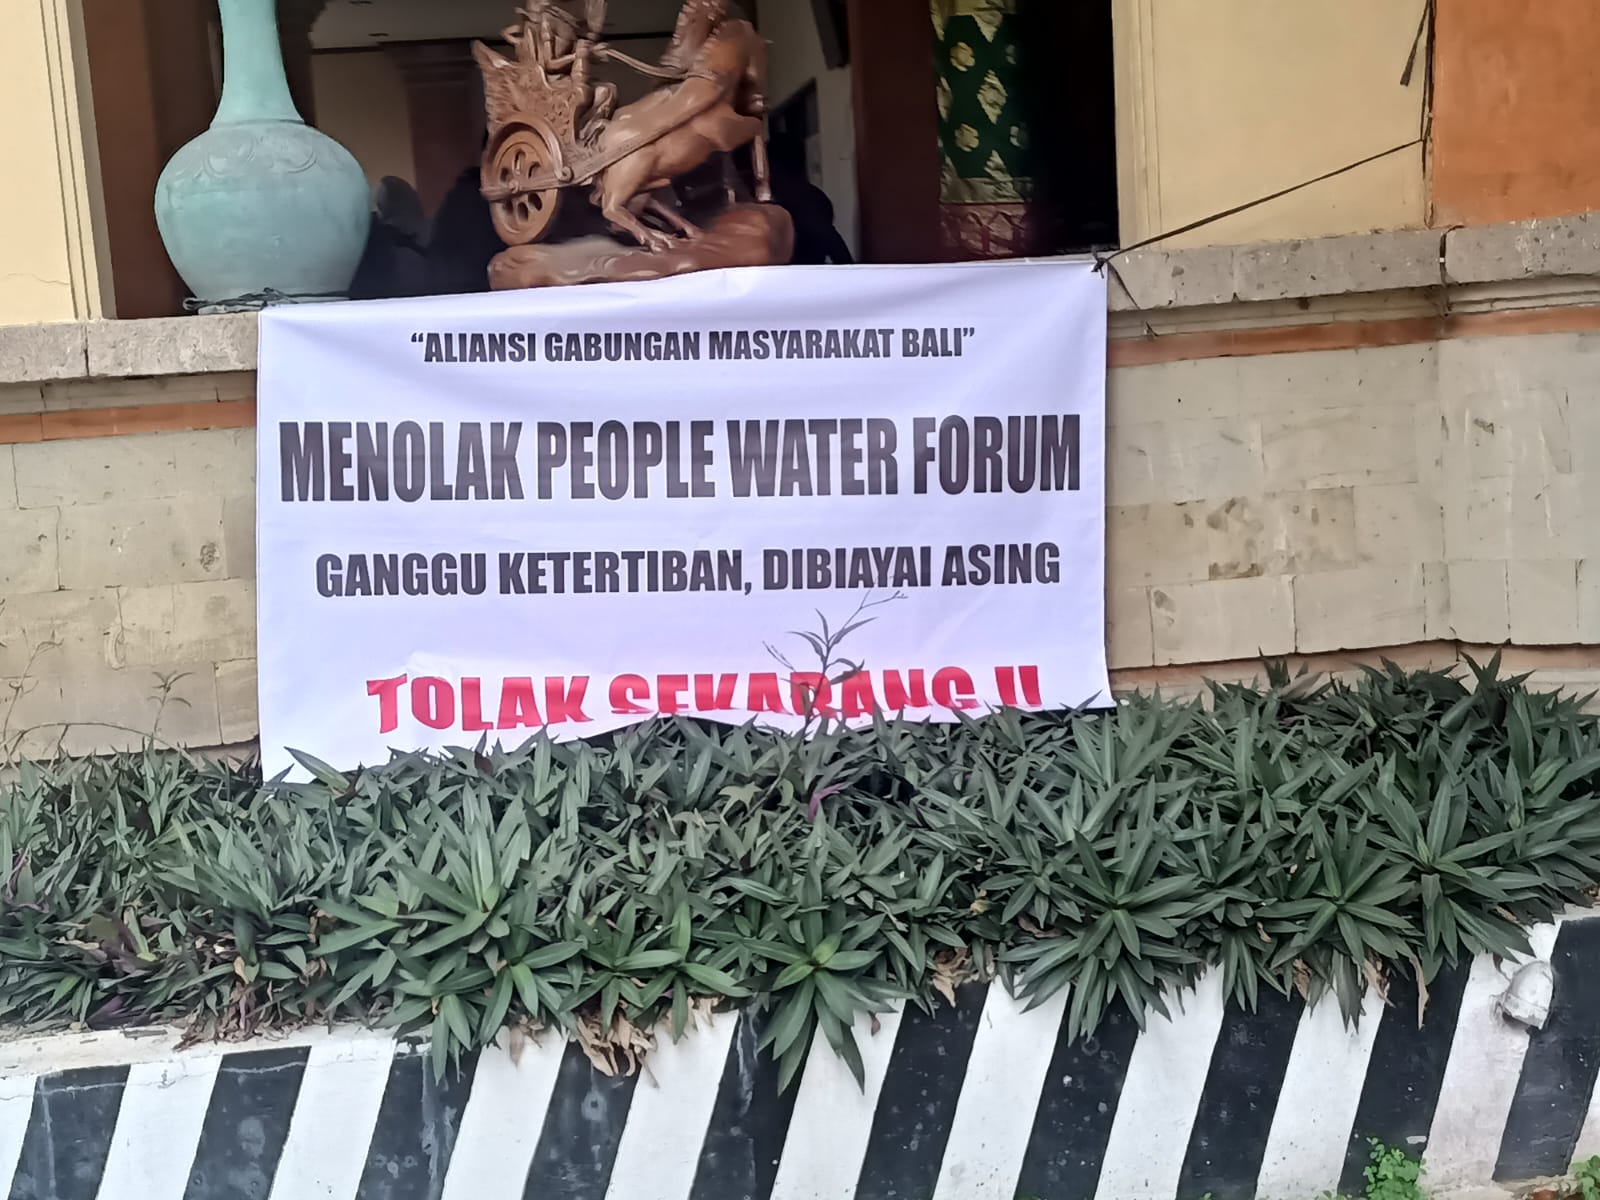 “ALIANSI GABUNGAN MASYARAKAT BALI”
MENOLAK PEOPLE WATER FORUM
GANGGU KETERTIBAN, DIBIAYAI ASING
TOLAK SEKARANG !!